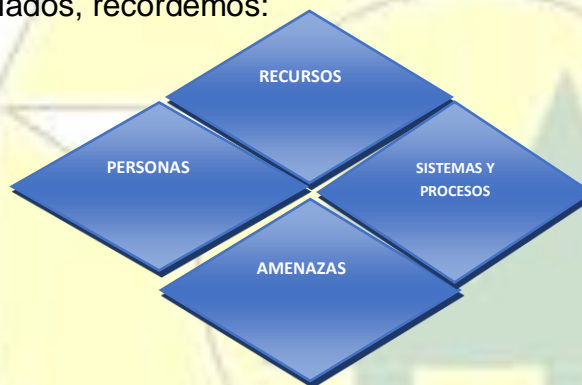 recordemos:
RECURSOS
PERSONAS
SISTEMAS Y
PROCESOS
AMENAZAS